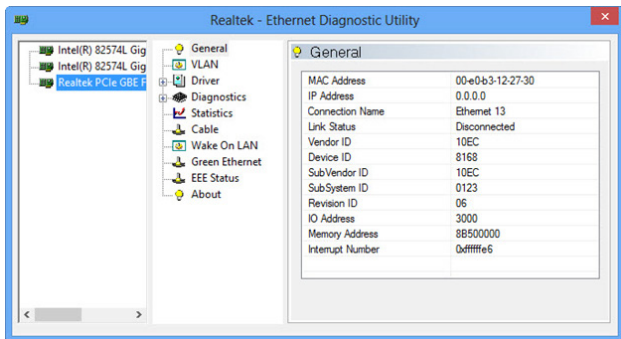 Realtek - Ethernet Diagnostic Utility
Intel(R) 82574L Gig
Intel(R) 82574L Gig
Realtek PCIe GBE F
General
VLAN
Driver
Diagnostics
Statistics
Cable
Wake On LAN
Green Ethernet
EEE Status
About
General
MAC Address 00-e0-b3-12-27-30
IP Address 0.0.0.0
Connection Name Ethernet 13
Link Status Disconnected
Vendor ID 10EC
Device ID 8168
SubVendor ID 10EC
SubSystem ID 0123
Revision ID 06
IO Address 3000
Memory Address 8B500000
Interrupt Number 0xffffffe6